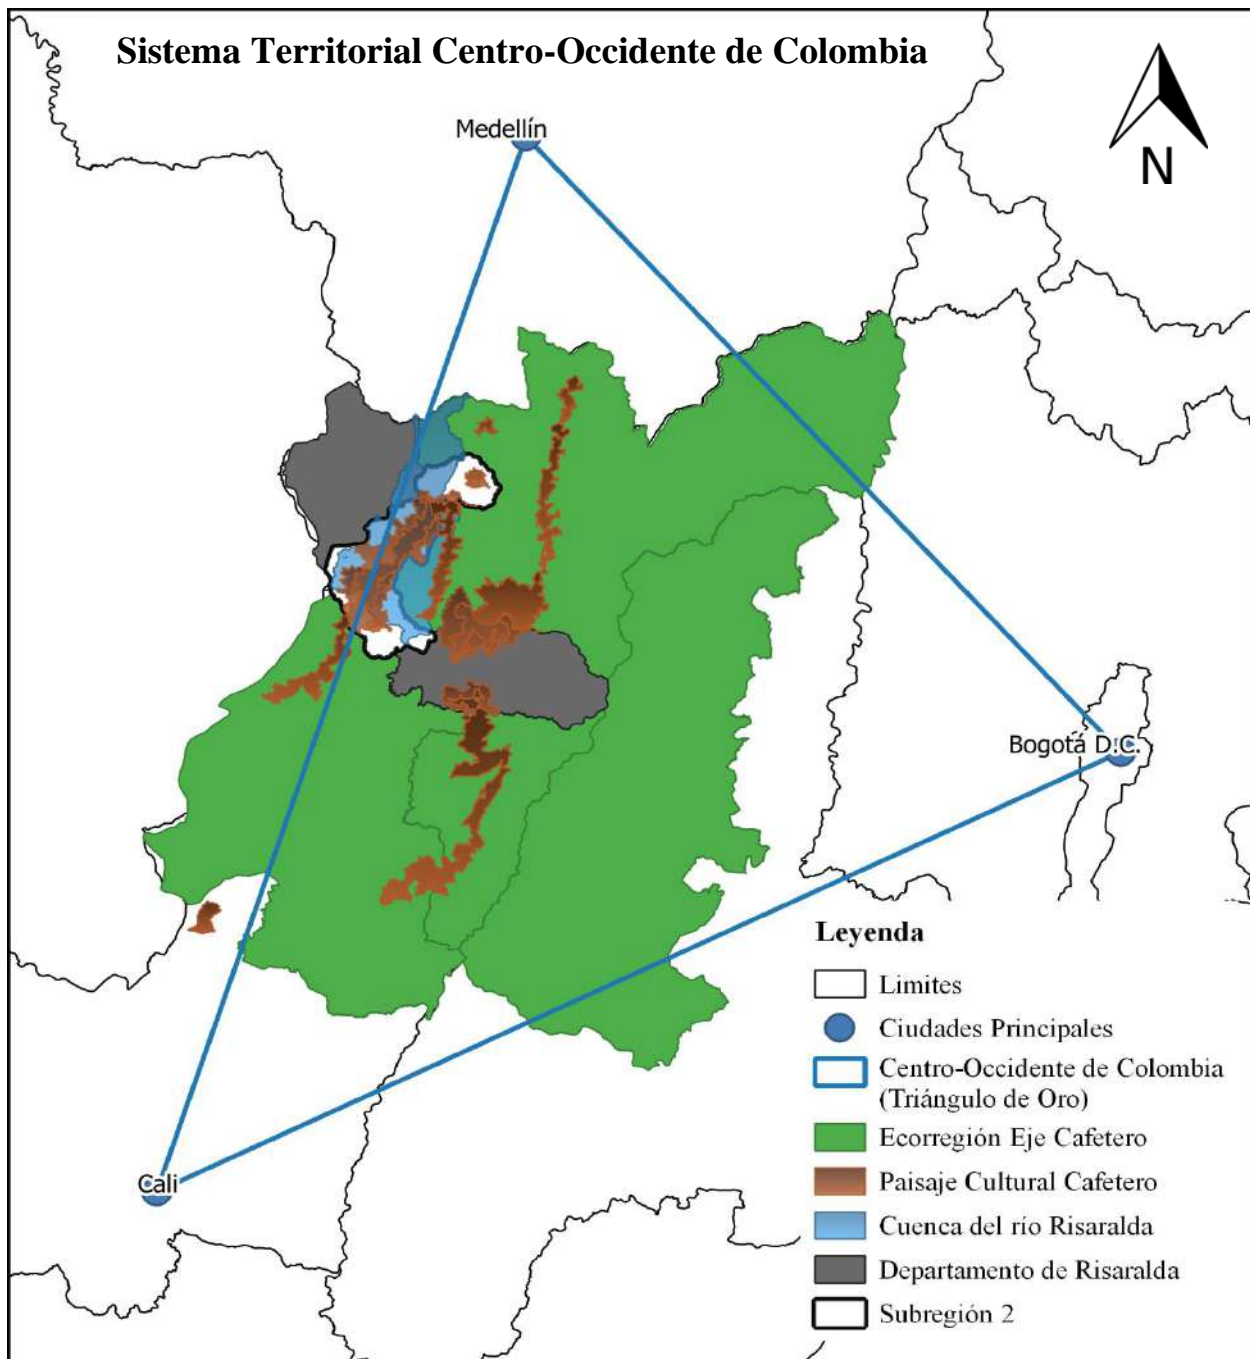 Sistema Territorial Centro-Occidente de Colombia
Medellín
N
Bogotá D.C.
Cali
Leyenda
Limites
Ciudades Principales
Centro-Occidente de Colombia
(Triángulo de Oro)
Ecorregión Eje Cafetero
Paisaje Cultural Cafetero
Cuenca del río Risaralda
Departamento de Risaralda
Subregión 2